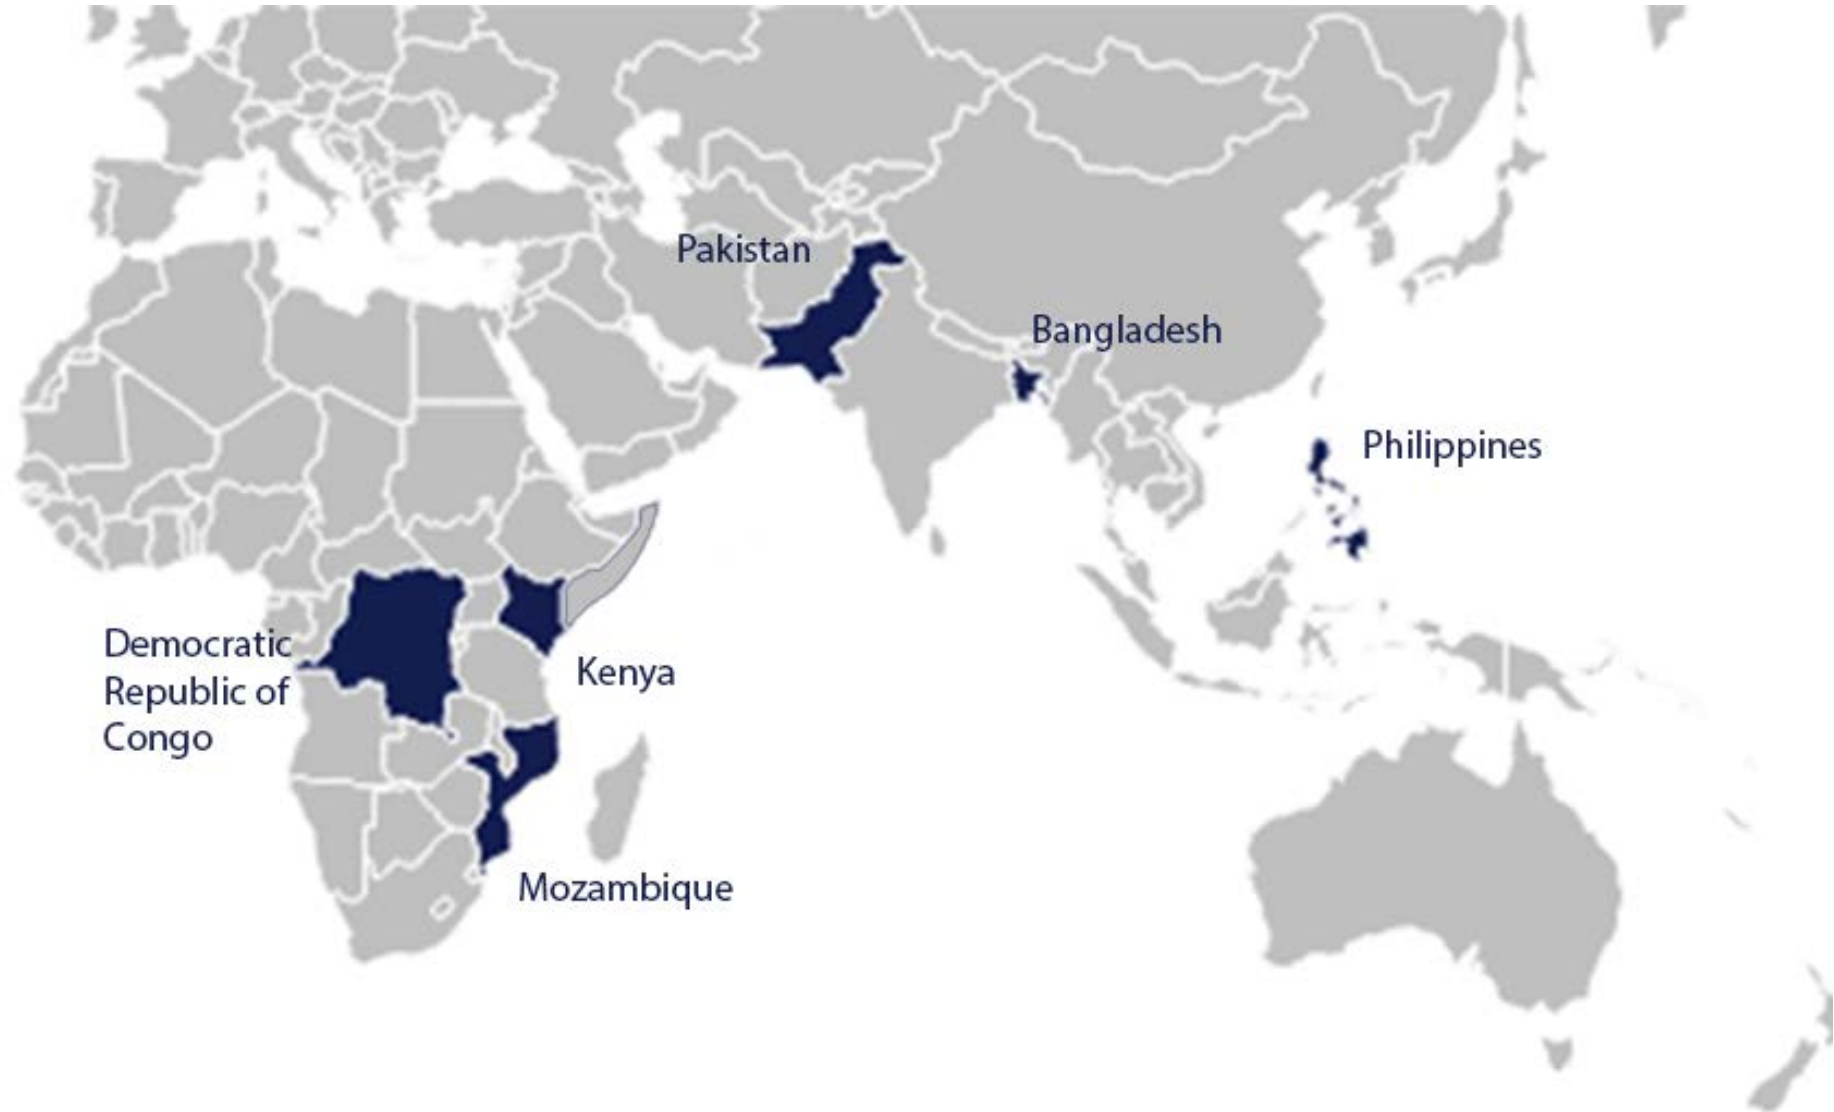 Pakistan
Bangladesh
Philippines
Democratic
Republic of
Congo
Kenya
Mozambique